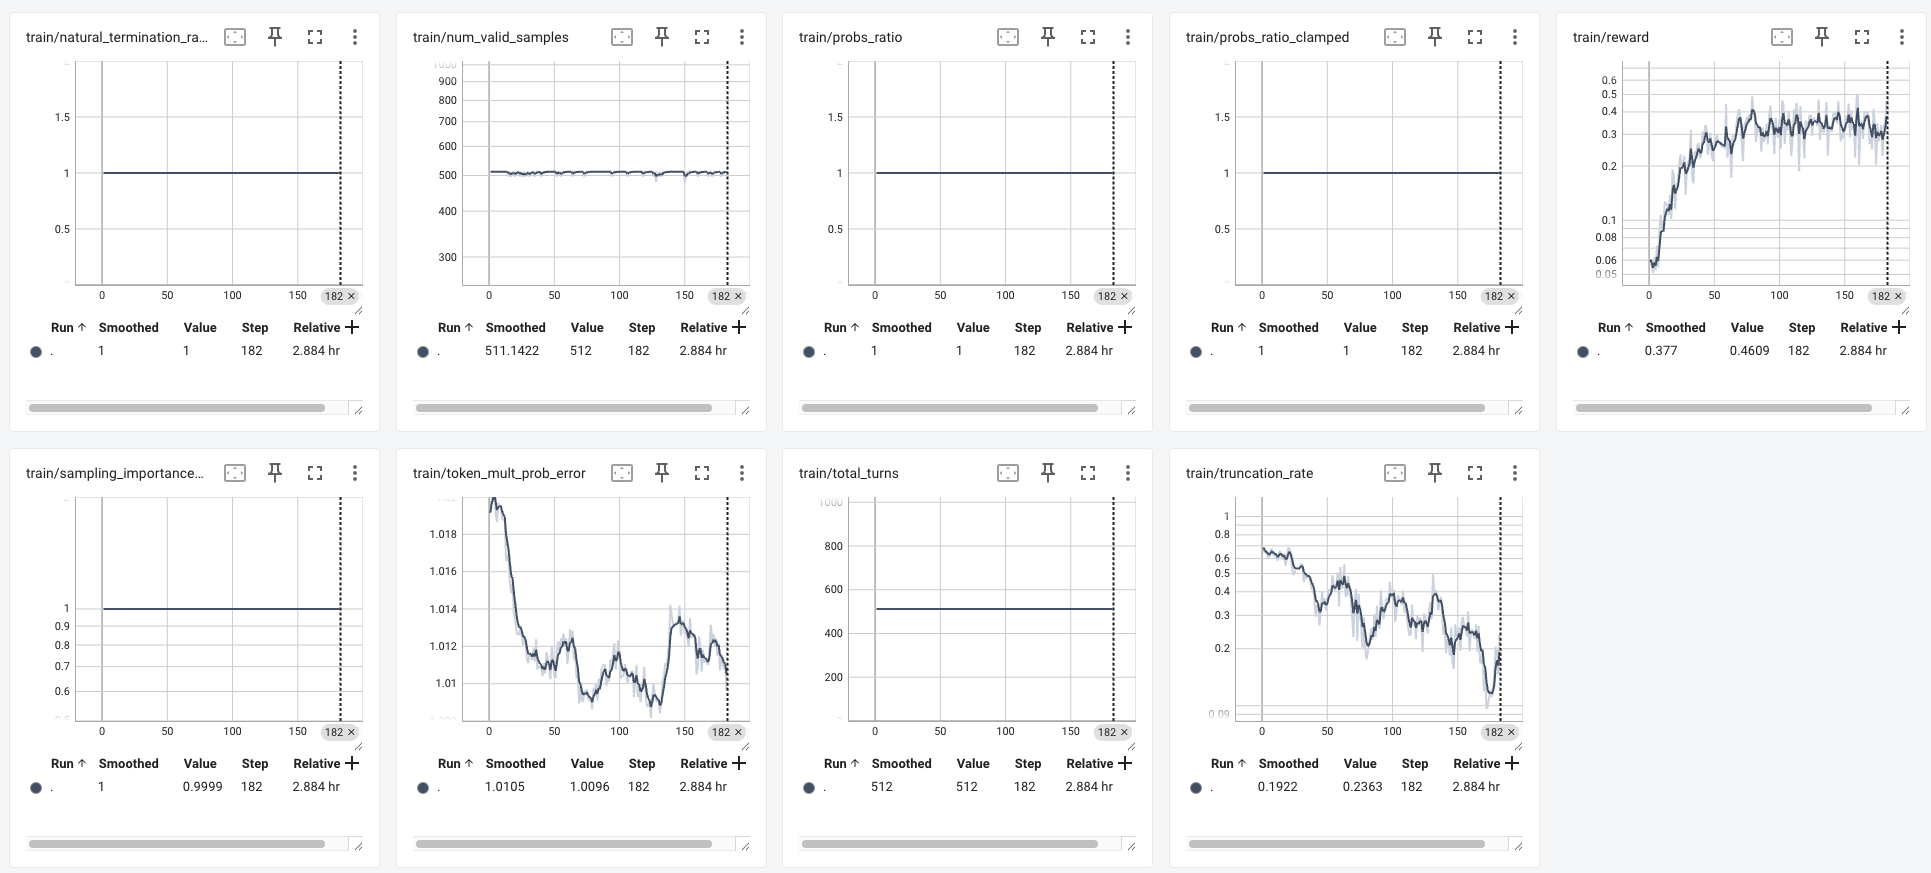 train/natural_termination_ra…
1.5
1
0.5
0 50 100 150 182 ×
Run ↑ Smoothed Value Step Relative +
. 1 1 182 2.884 hr
train/num_valid_samples
1000
900
800
700
600
500
400
300
0 50 100 150 182 ×
Run ↑ Smoothed Value Step Relative +
. 511.1422 512 182 2.884 hr
train/probs_ratio
1.5
1
0.5
0 50 100 150 182 ×
Run ↑ Smoothed Value Step Relative +
. 1 1 182 2.884 hr
train/probs_ratio_clamped
1.5
1
0.5
0 50 100 150 182 ×
Run ↑ Smoothed Value Step Relative +
. 1 1 182 2.884 hr
train/reward
0.6
0.5
0.4
0.3
0.2
0.1
0.08
0.06
0.05
0 50 100 150 182 ×
Run ↑ Smoothed Value Step Relative +
. 0.377 0.4609 182 2.884 hr
train/sampling_importance…
1
0.9
0.8
0.7
0.6
0 50 100 150 182 ×
Run ↑ Smoothed Value Step Relative +
. 1 0.9999 182 2.884 hr
train/token_mult_prob_error
1.018
1.016
1.014
1.012
1.01
0 50 100 150 182 ×
Run ↑ Smoothed Value Step Relative +
. 1.0105 1.0096 182 2.884 hr
train/total_turns
1000
800
600
400
200
0 50 100 150 182 ×
Run ↑ Smoothed Value Step Relative +
. 512 512 182 2.884 hr
train/truncation_rate
1
0.8
0.6
0.5
0.4
0.3
0.2
0.09
0 50 100 150 182 ×
Run ↑ Smoothed Value Step Relative +
. 0.1922 0.2363 182 2.884 hr